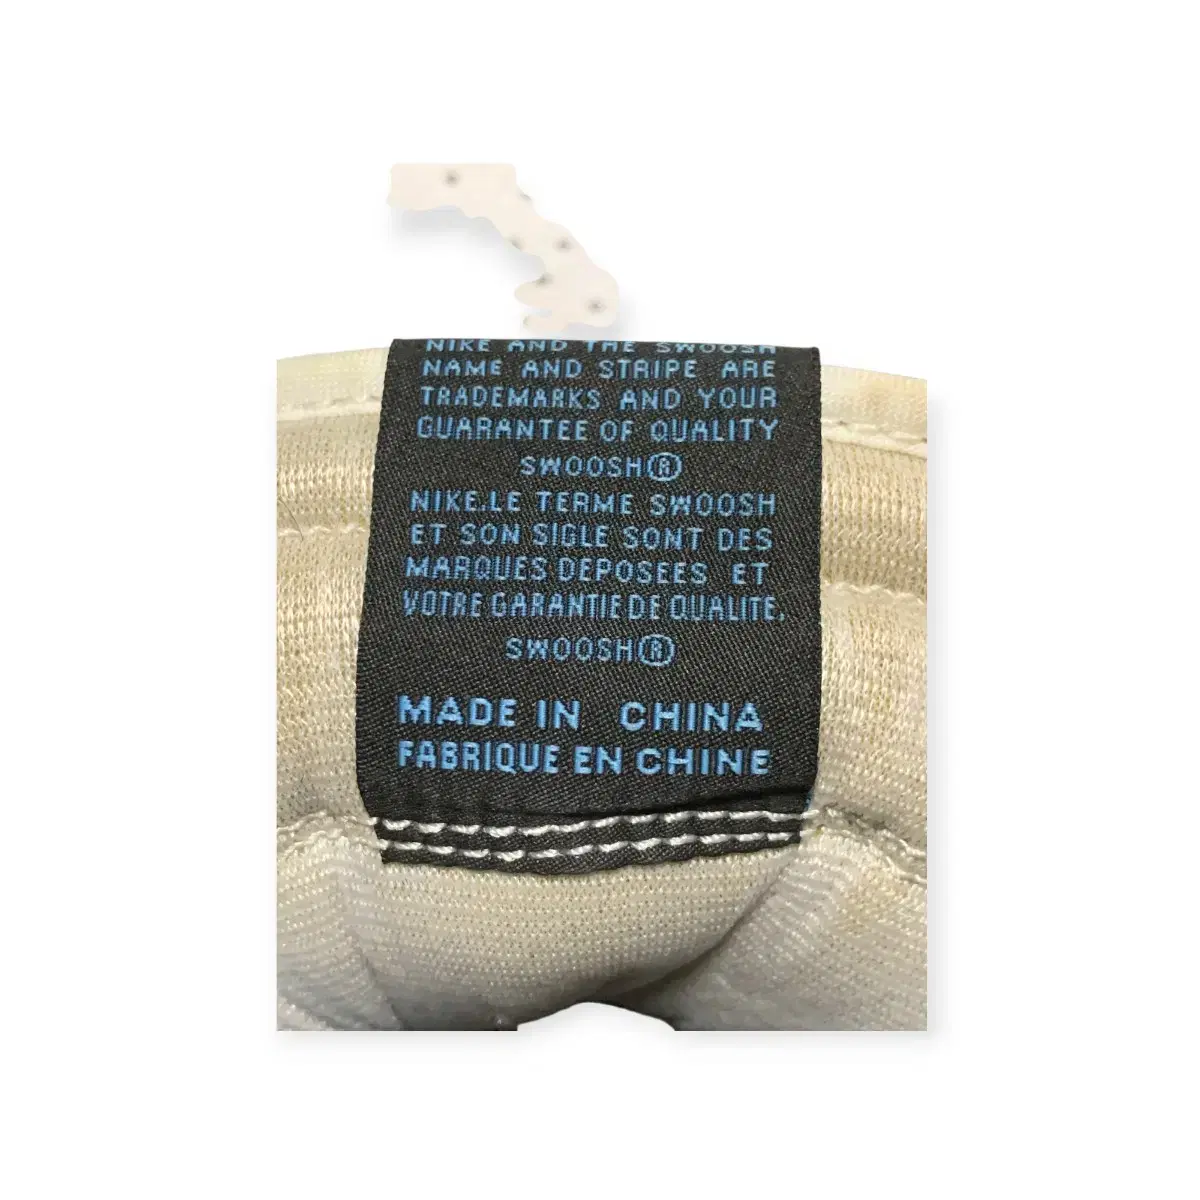 NIKE AND THE SWOOSH
NAME AND STRIPE ARE
TRADEMARKS AND YOUR
GUARANTEE OF QUALITY
SWOOSH®
NIKE.LE TERME SWOOSH
ET SON SIGLE SONT DES
MARQUES DEPOSEES ET
VOTRE GARANTIE DE QUALITE.
SWOOSH®
MADE IN CHINA
FABRIQUE EN CHINE